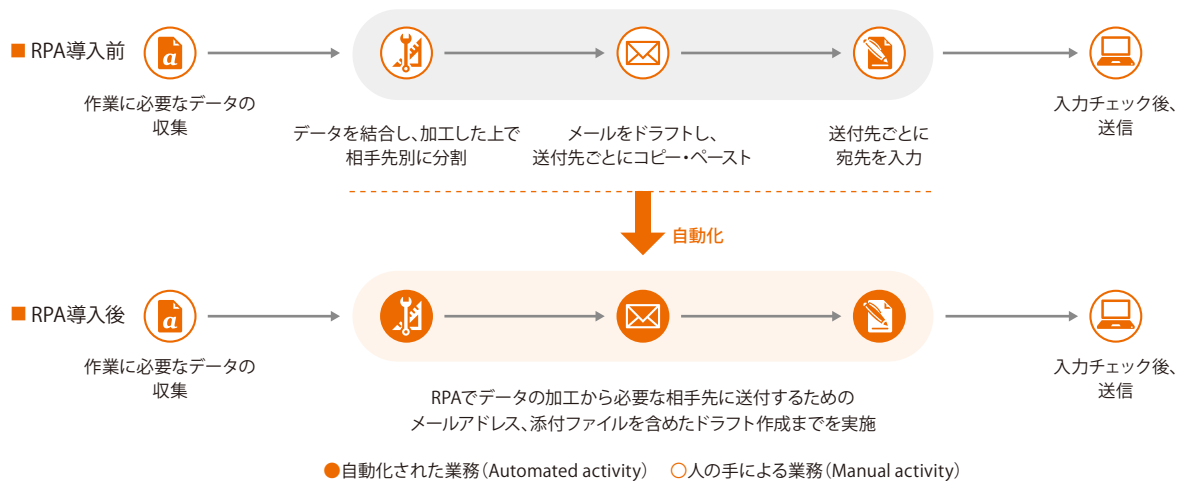 ■ RPA導入前
a
作業に必要なデータの
収集
データを結合し、加工した上で
相手先別に分割
メールをドラフトし、
送付先ごとにコピー・ペースト
送付先ごとに
宛先を入力
入力チェック後、
送信
自動化
■ RPA導入後
a
作業に必要なデータの
収集
RPAでデータの加工から必要な相手先に送付するための
メールアドレス、添付ファイルを含めたドラフト作成までを実施
入力チェック後、
送信
●自動化された業務（Automated activity） ○人の手による業務（Manual activity）